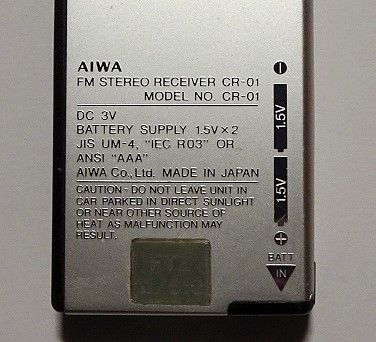 AIWA
FM STEREO RECEIVER CR-01
MODEL NO. CR-01
DC 3V
BATTERY SUPPLY 1.5V×2
JIS UM-4, “IEC R03” OR
ANSI “AAA”
AIWA Co., Ltd. MADE IN JAPAN
CAUTION - DO NOT LEAVE UNIT IN
CAR PARKED IN DIRECT SUNLIGHT
OR NEAR OTHER SOURCE OF
HEAT AS MALFUNCTION MAY
RESULT.
⊖
1.5V
1.5V
⊕
BATT
IN